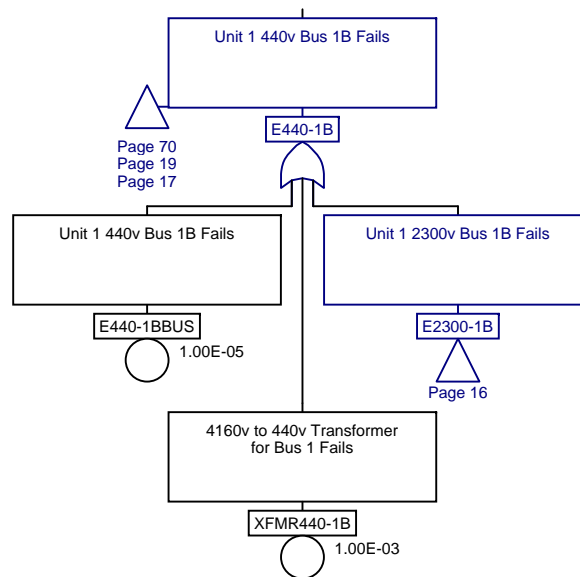 Unit 1 440v Bus 1B Fails
E440-1B
Page 70
Page 19
Page 17
Unit 1 440v Bus 1B Fails
E440-1BBUS
1.00E-05
Unit 1 2300v Bus 1B Fails
E2300-1B
Page 16
4160v to 440v Transformer
for Bus 1 Fails
XFMR440-1B
1.00E-03